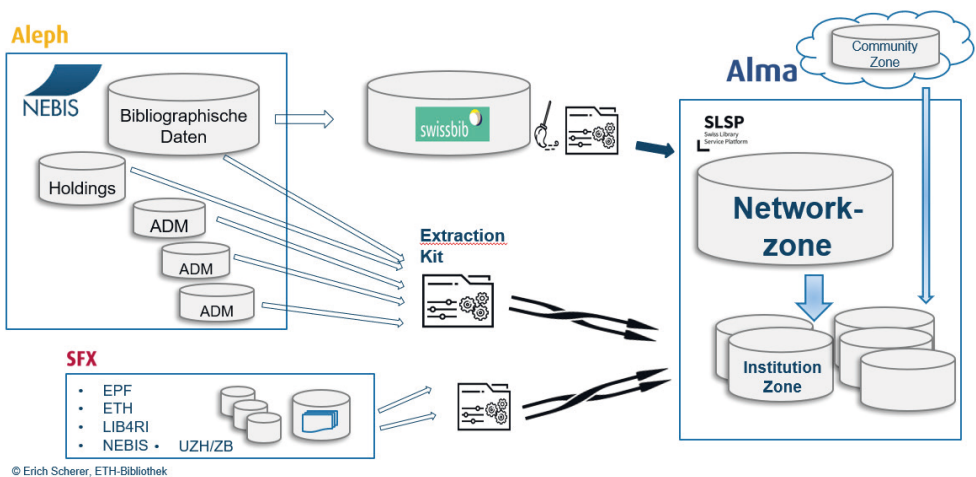 Aleph
NEBIS
Bibliographische
Daten
Holdings
ADM
ADM
ADM
swissbib
Extraction
Kit
Alma
Community
Zone
SLSP
Swiss Library
Service Platform
Network-
zone
Institution
Zone
SFX
• EPF
• ETH
• LIB4RI
• NEBIS • UZH/ZB
© Erich Scherer, ETH-Bibliothek